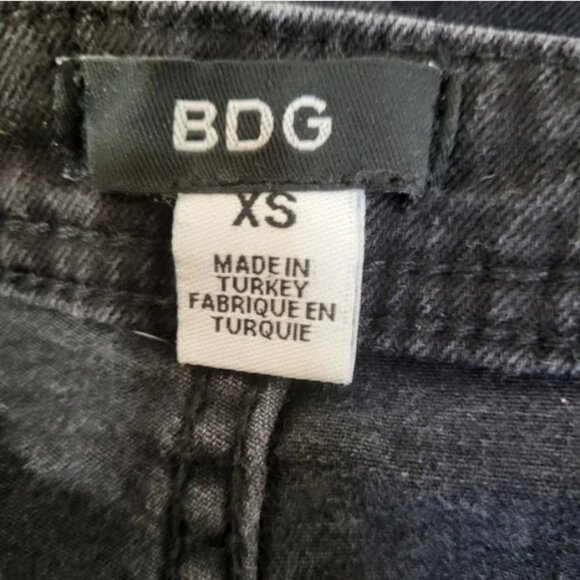 BDG
XS
MADE IN
TURKEY
FABRIQUE EN
TURQUIE